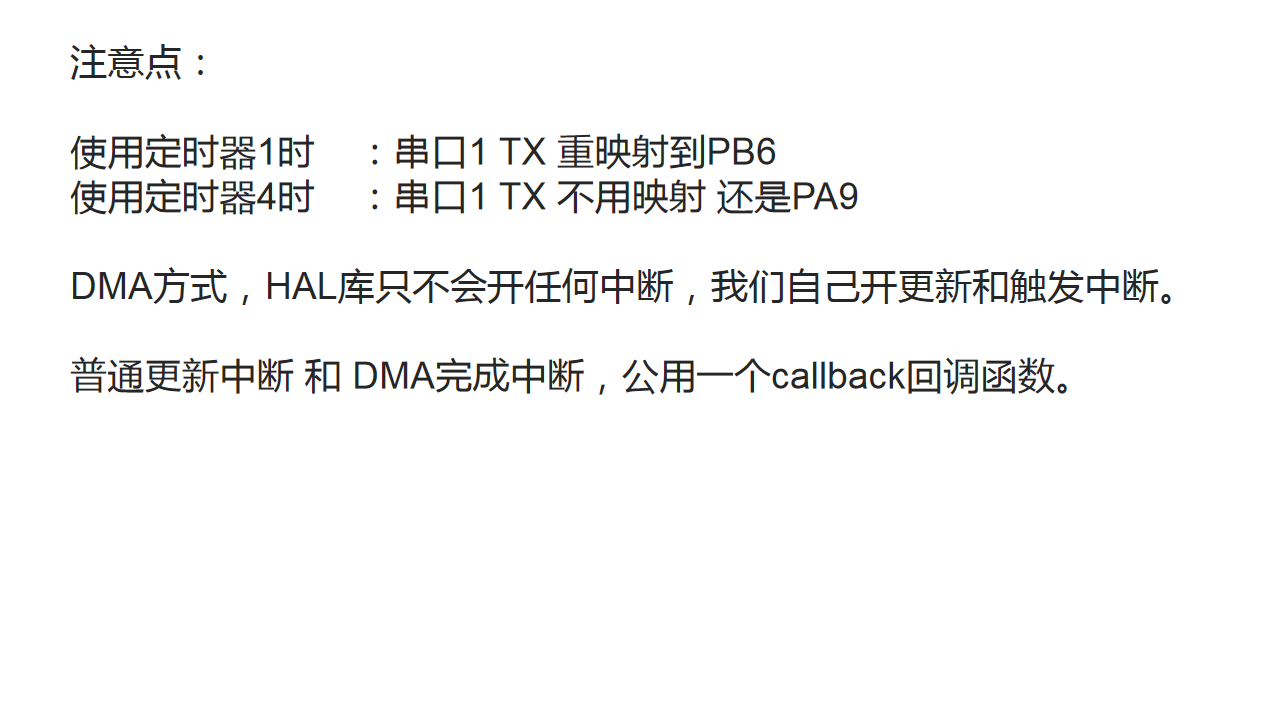 注意点：
使用定时器1时 ：串口1 TX 重映射到PB6
使用定时器4时 ：串口1 TX 不用映射 还是PA9
DMA方式，HAL库只不会开任何中断，我们自己开更新和触发中断。
普通更新中断 和 DMA完成中断，公用一个callback回调函数。